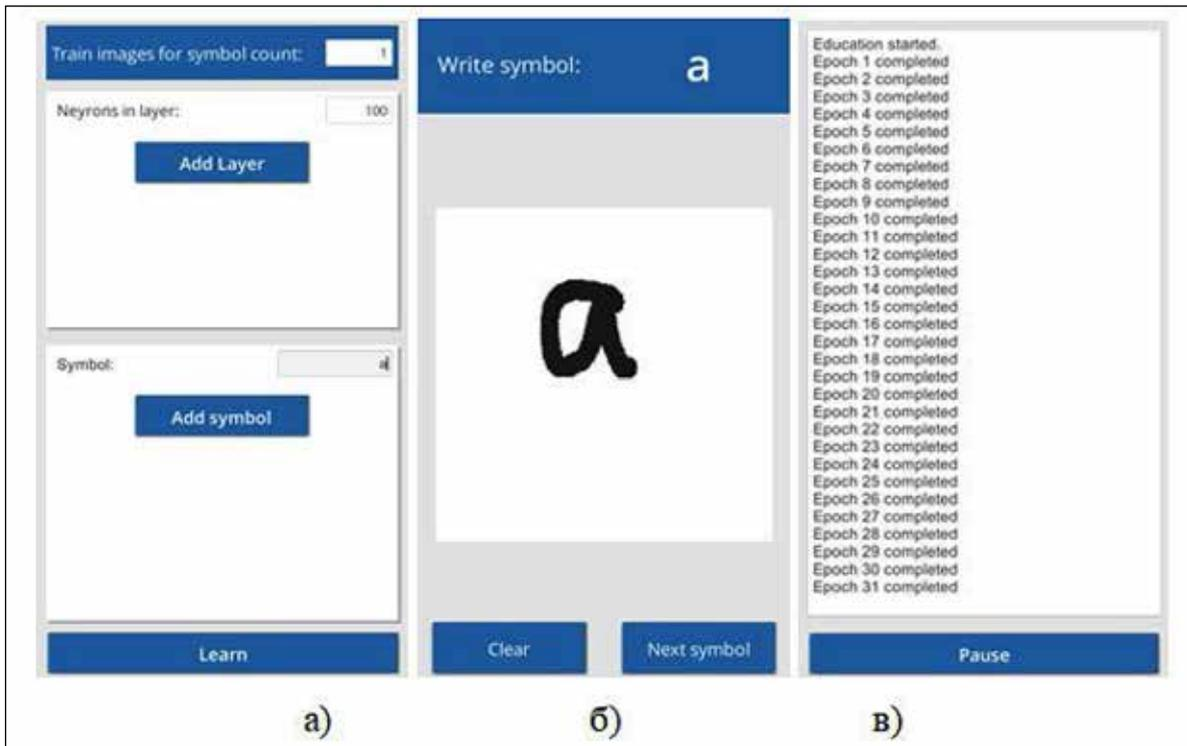 Train images for symbol count: 1
Neyrons in layer: 100
Add Layer
Symbol: a
Add symbol
Learn
Write symbol: a
a
Clear
Next symbol
Education started.
Epoch 1 completed
Epoch 2 completed
Epoch 3 completed
Epoch 4 completed
Epoch 5 completed
Epoch 6 completed
Epoch 7 completed
Epoch 8 completed
Epoch 9 completed
Epoch 10 completed
Epoch 11 completed
Epoch 12 completed
Epoch 13 completed
Epoch 14 completed
Epoch 15 completed
Epoch 16 completed
Epoch 17 completed
Epoch 18 completed
Epoch 19 completed
Epoch 20 completed
Epoch 21 completed
Epoch 22 completed
Epoch 23 completed
Epoch 24 completed
Epoch 25 completed
Epoch 26 completed
Epoch 27 completed
Epoch 28 completed
Epoch 29 completed
Epoch 30 completed
Epoch 31 completed
Pause
а) б) в)